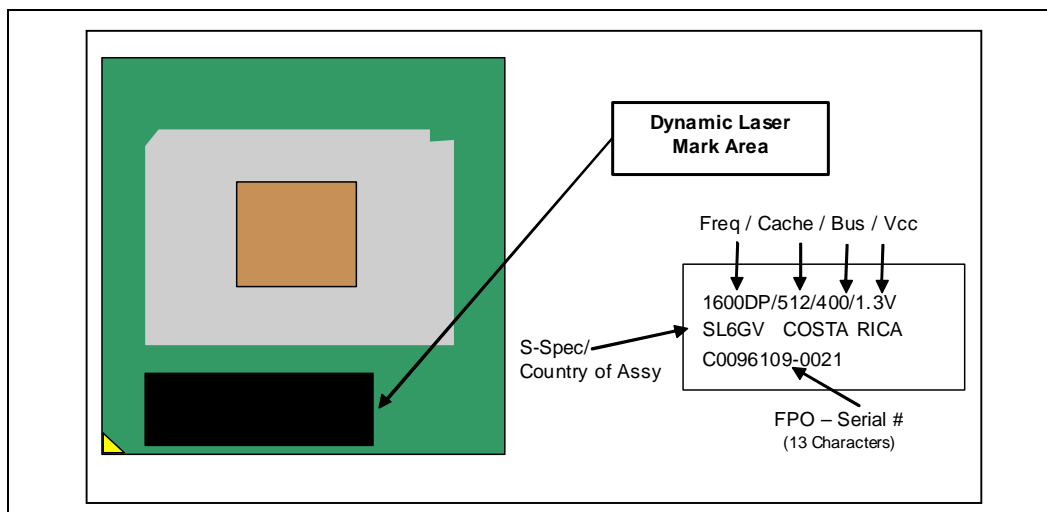 Dynamic Laser
Mark Area
Freq / Cache / Bus / Vcc
1600DP/512/400/1.3V
SL6GV COSTA RICA
C0096109-0021
S-Spec/
Country of Assy
FPO – Serial #
(13 Characters)